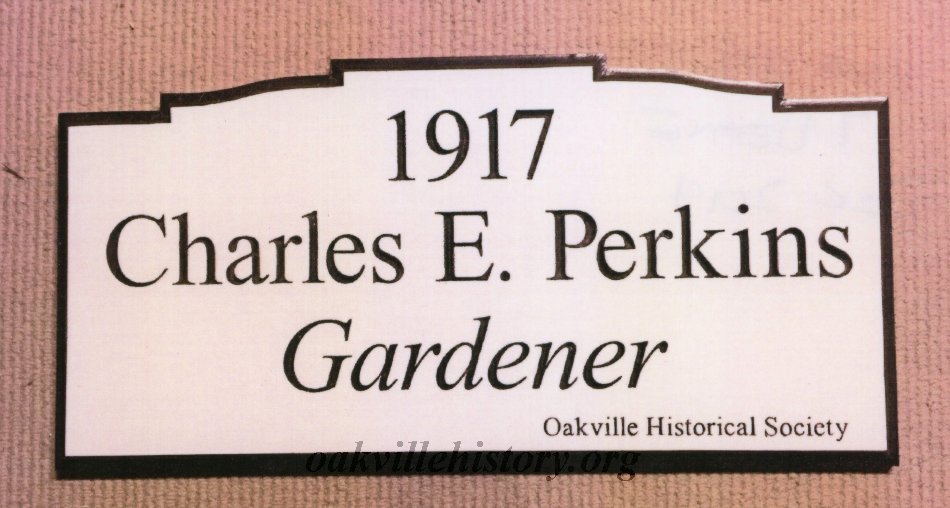 1917
Charles E. Perkins
Gardener
Oakville Historical Society
oakvillehistory.org